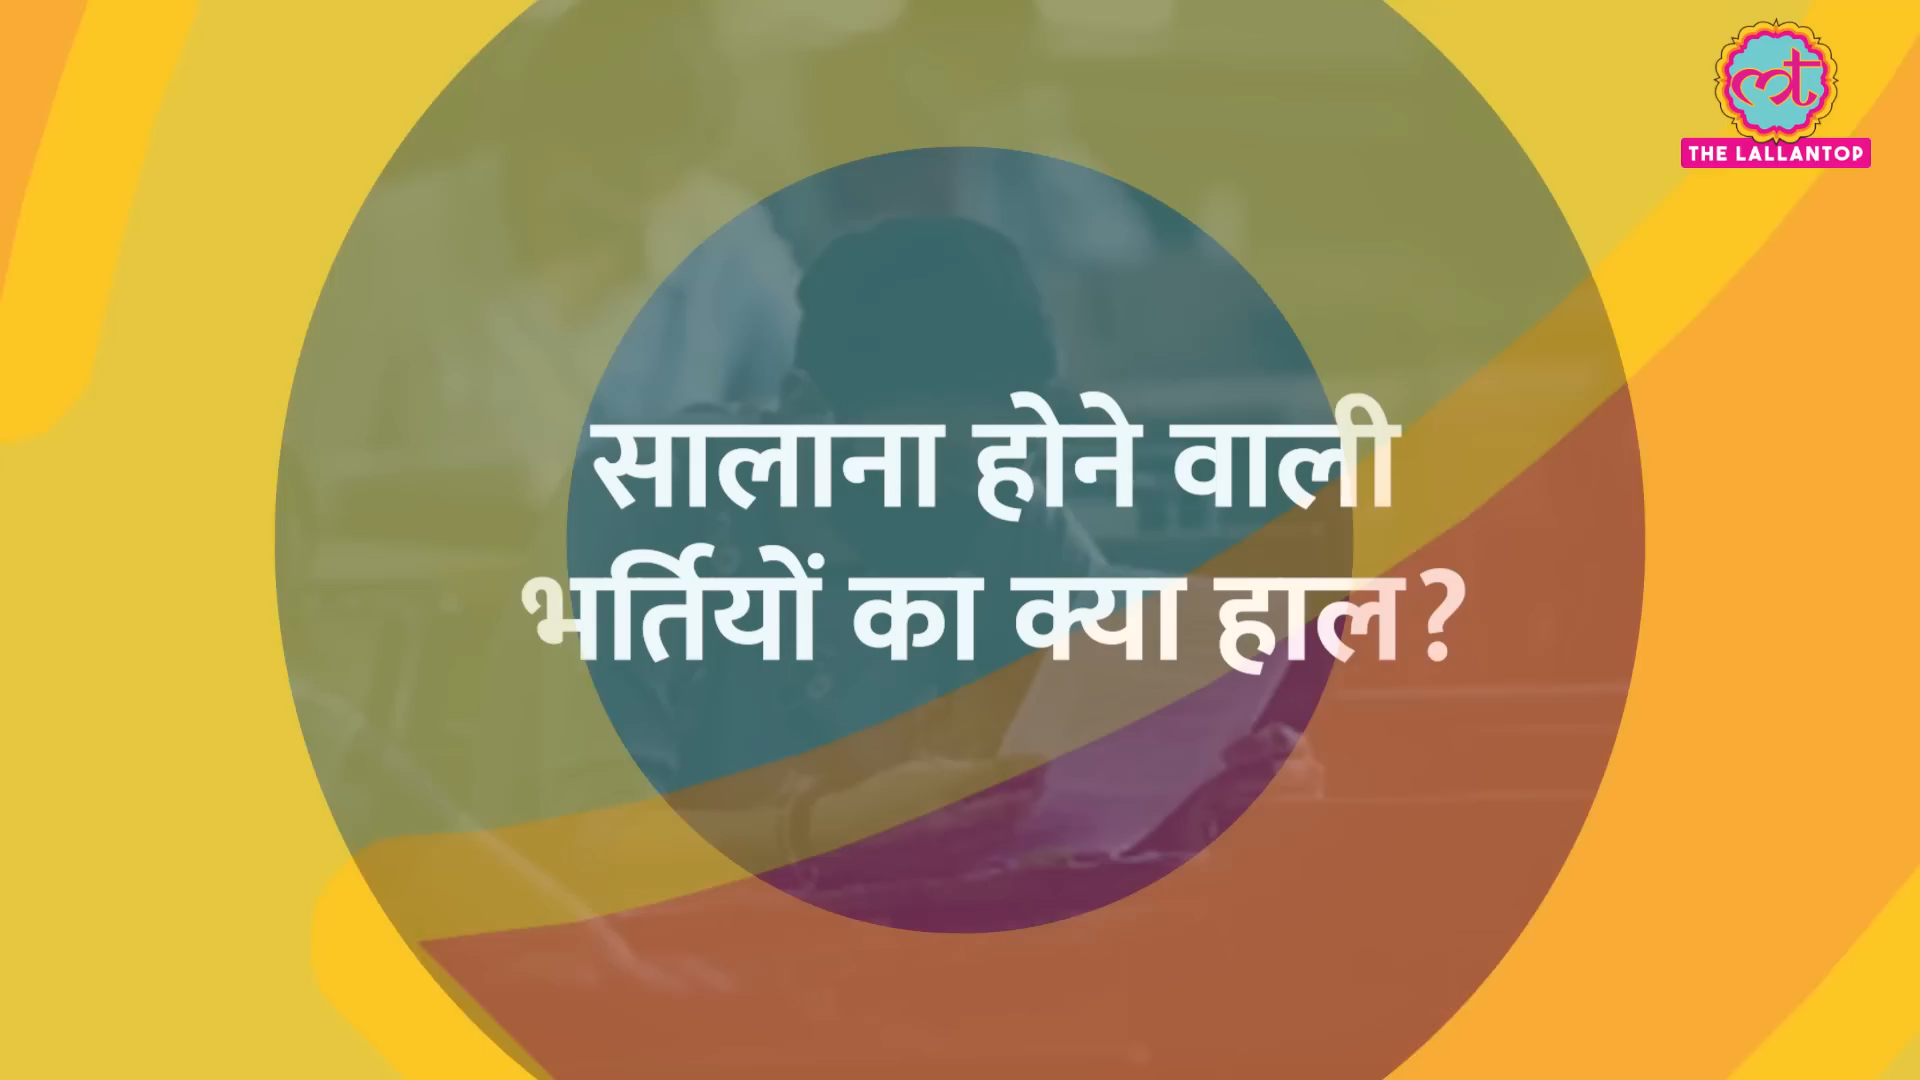 THE LALLANTOP
सालाना होने वाली
भर्तियों का क्या हाल?